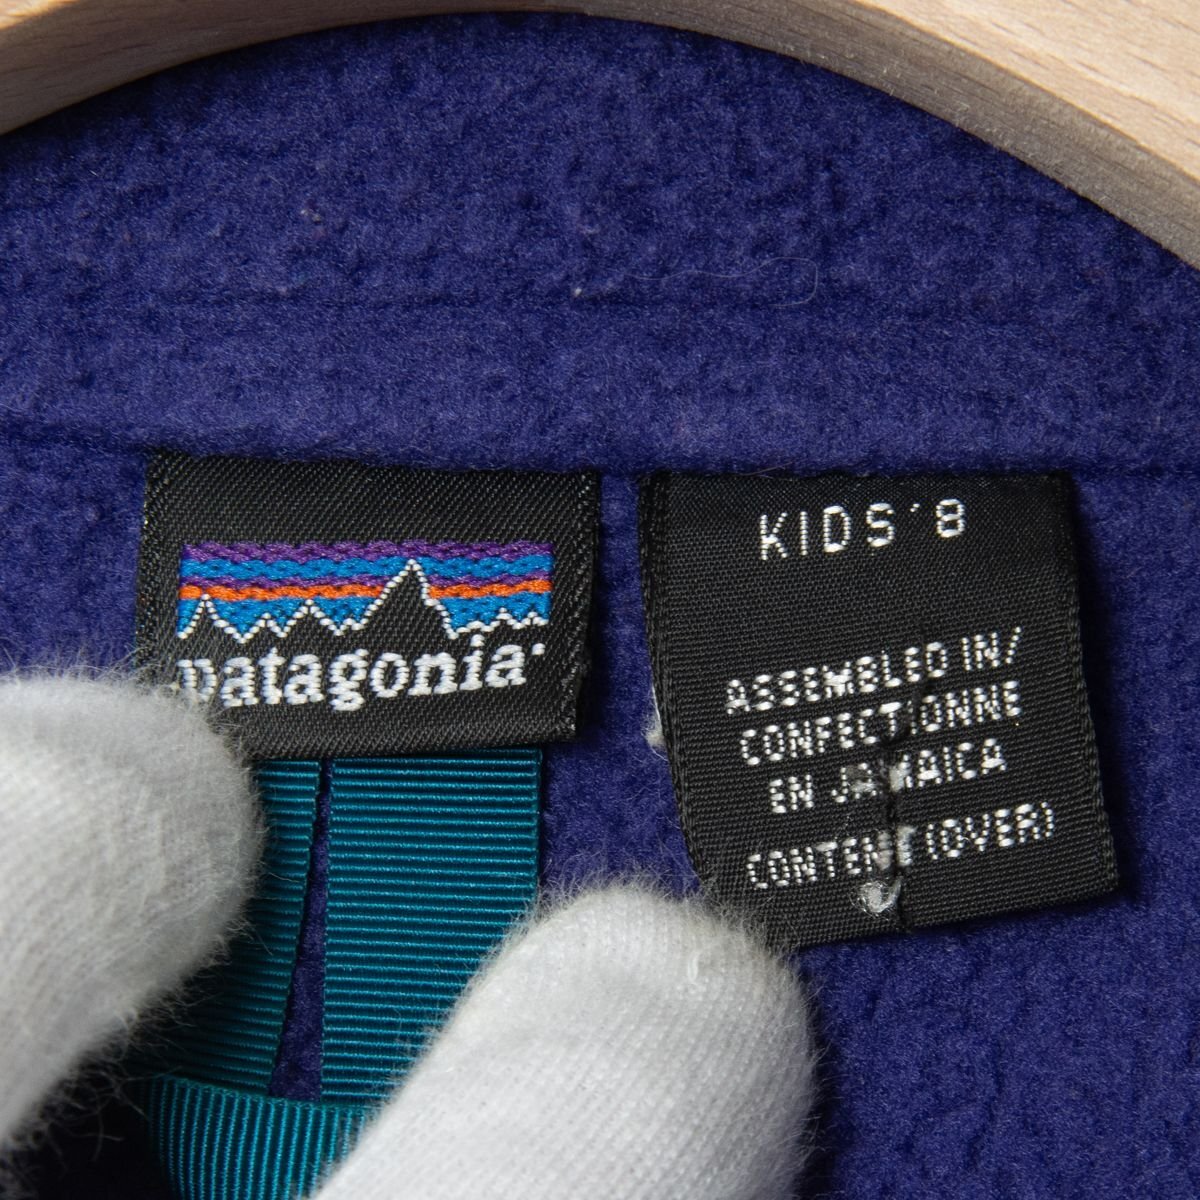 patagonia
KIDS'8
ASSEMBLED IN/
CONFECTIONNE
EN JAMAICA
CONTENT (OVER)